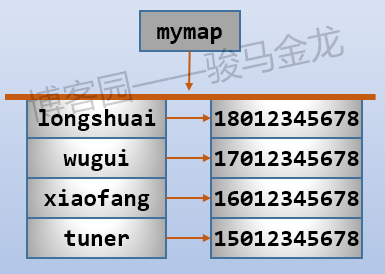 mymap
博客园——骏马金龙
longshuai 18012345678
wugui 17012345678
xiaofang 16012345678
tuner 15012345678